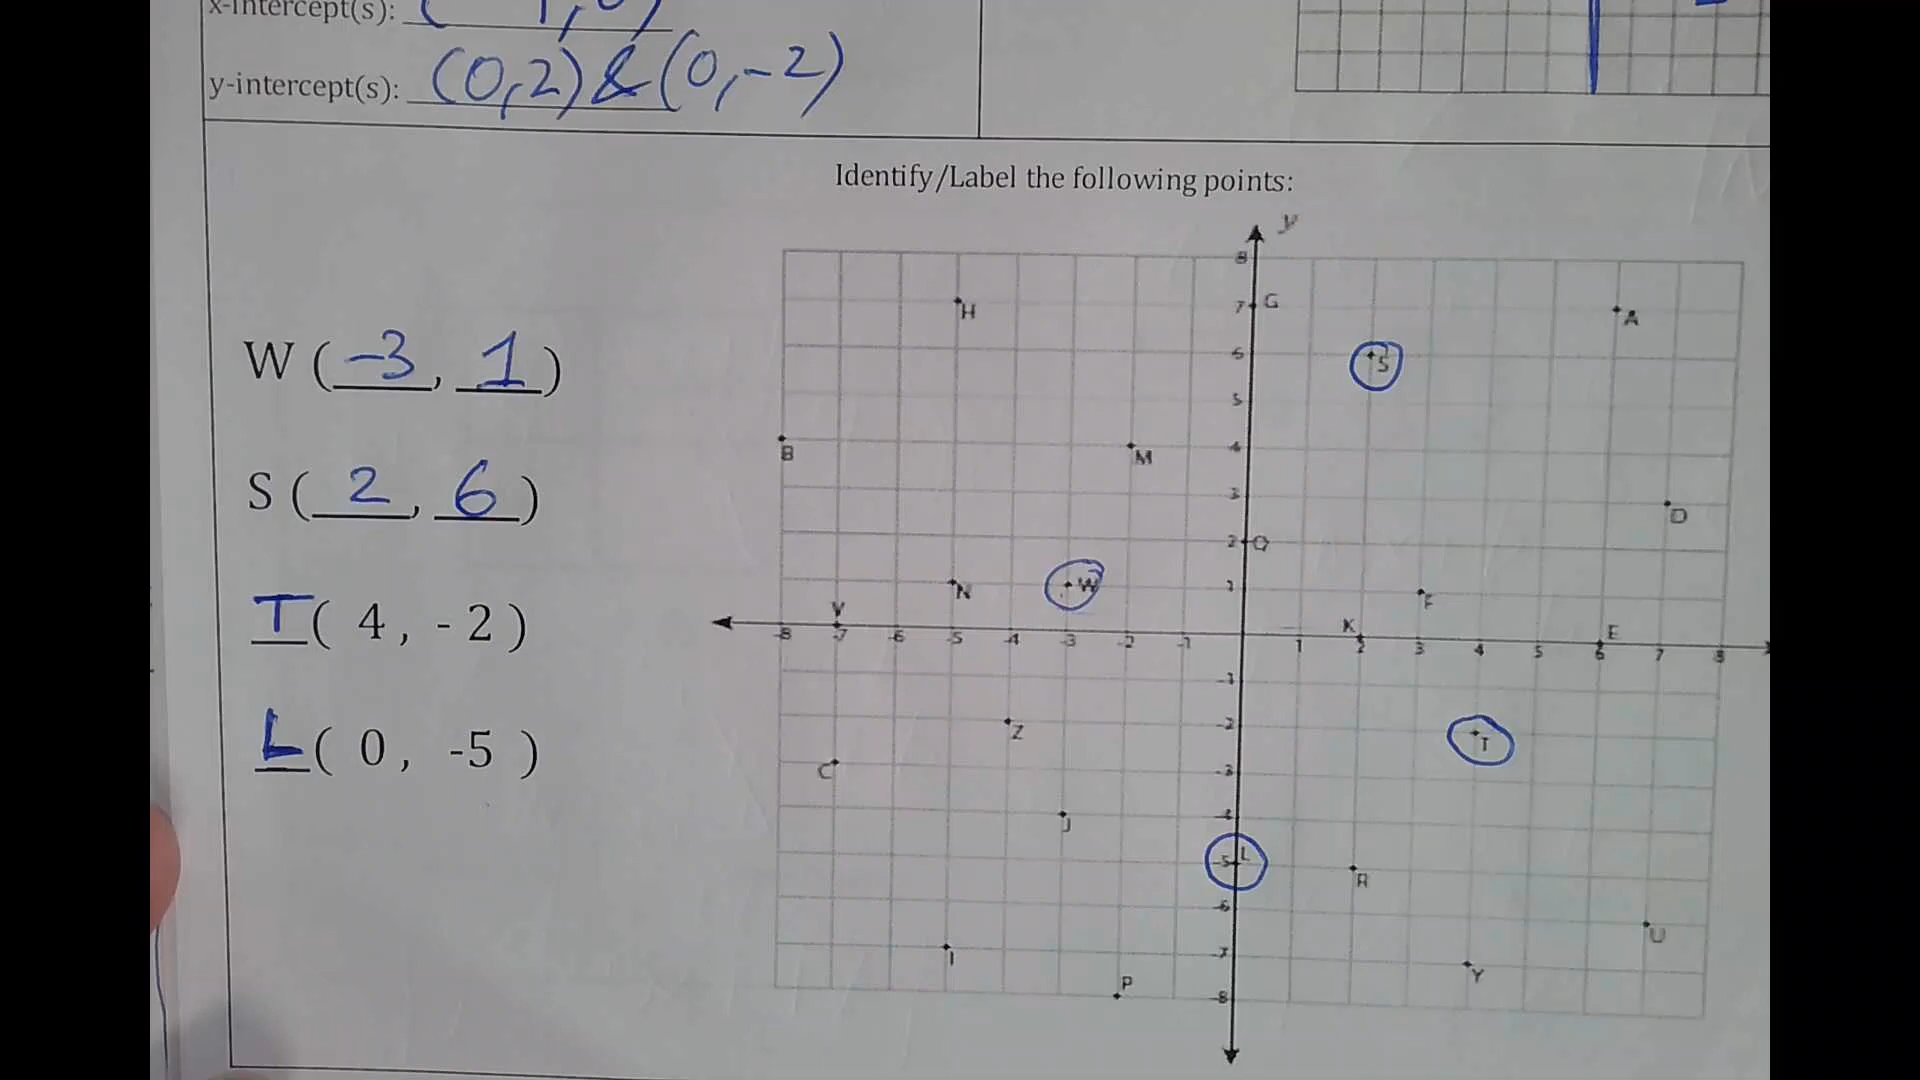 x-intercept(s):
y-intercept(s): (0,2) & (0,-2)
Identify/Label the following points:
y
8
7 G
H
A
6
S
W ( -3, 1 )
5
B
M
4
3
D
S ( 2, 6 )
2 Q
N
W
1
F
V
K
E
-8 -7 -6 -5 -4 -3 -2 -1 1 2 3 4 5 6 7 8
T( 4, -2 )
-1
Z
-2
T
C
-3
L( 0, -5 )
J
-4
-5 L
R
-6
U
I
-7
Y
P
-8